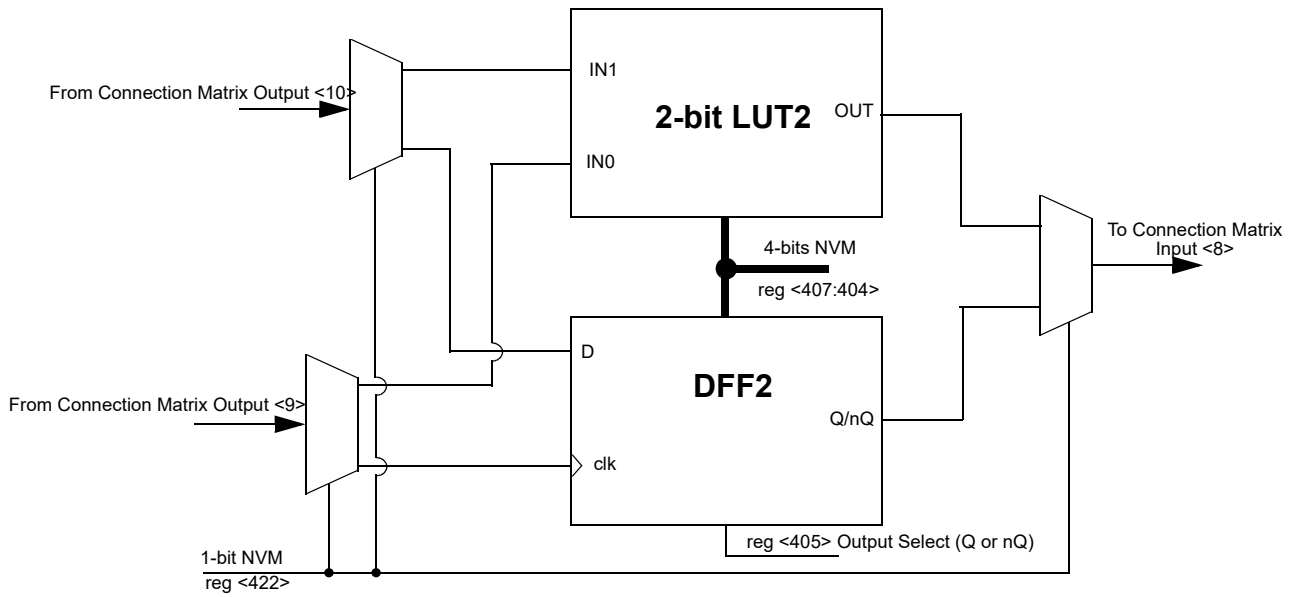 From Connection Matrix Output <10>
IN1
2-bit LUT2
OUT
IN0
To Connection Matrix
Input <8>
4-bits NVM
reg <407:404>
D
DFF2
From Connection Matrix Output <9>
Q/nQ
clk
reg <405> Output Select (Q or nQ)
1-bit NVM
reg <422>